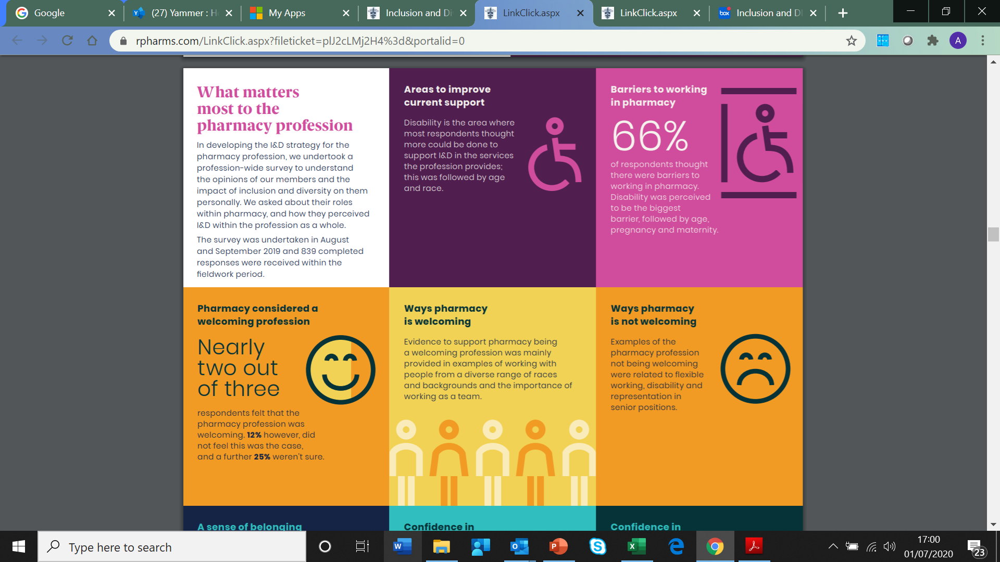 Google
(27) Yammer : H
My Apps
Inclusion and Di
LinkClick.aspx
LinkClick.aspx
box
Inclusion and DI
rpharms.com/LinkClick.aspx?fileticket=plJ2cLMj2H4%3d&portalid=0
A
What matters
most to the
pharmacy profession
In developing the I&D strategy for the
pharmacy profession, we undertook a
profession-wide survey to understand
the opinions of our members and the
impact of inclusion and diversity on them
personally. We asked about their roles
within pharmacy, and how they perceived
I&D within the profession as a whole.
The survey was undertaken in August
and September 2019 and 839 completed
responses were received within the
fieldwork period.
Areas to improve
current support
Disability is the area where
most respondents thought
more could be done to
support I&D in the services
the profession provides;
this was followed by age
and race.
Barriers to working
in pharmacy
66%
of respondents thought
there were barriers to
working in pharmacy.
Disability was perceived
to be the biggest
barrier, followed by age,
pregnancy and maternity.
Pharmacy considered a
welcoming profession
Nearly
two out
of three
respondents felt that the
pharmacy profession was
welcoming. 12% however, did
not feel this was the case,
and a further 25% weren't sure.
Ways pharmacy
is welcoming
Evidence to support pharmacy being
a welcoming profession was mainly
provided in examples of working with
people from a diverse range of races
and backgrounds and the importance of
working as a team.
Ways pharmacy
is not welcoming
Examples of the
pharmacy profession
not being welcoming
were related to flexible
working, disability and
representation in
senior positions.
A sense of belonging
Confidence in
Confidence in
Type here to search
17:00
01/07/2020
23